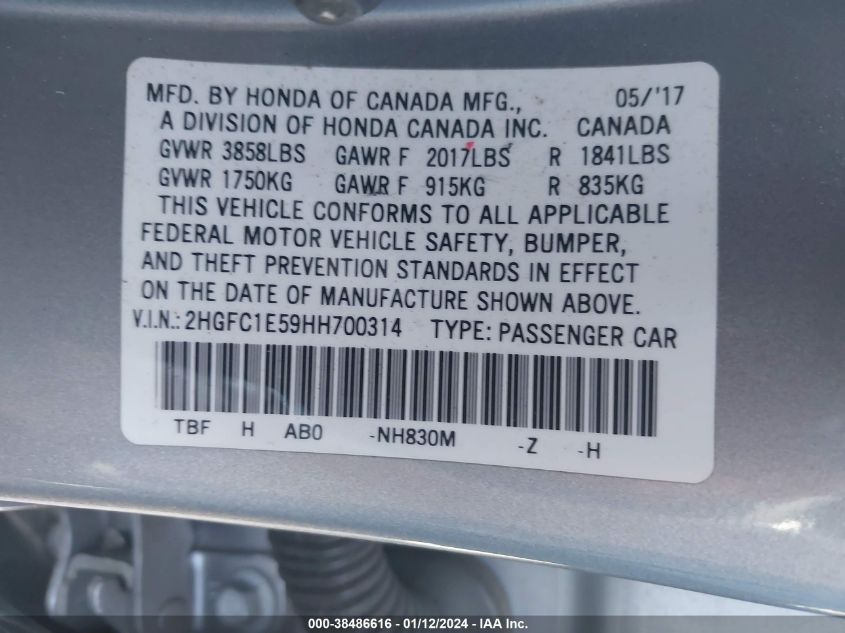 MFD. BY HONDA OF CANADA MFG., 05/'17
A DIVISION OF HONDA CANADA INC. CANADA
GVWR 3858LBS GAWR F 2017LBS R 1841LBS
GVWR 1750KG GAWR F 915KG R 835KG
THIS VEHICLE CONFORMS TO ALL APPLICABLE
FEDERAL MOTOR VEHICLE SAFETY, BUMPER,
AND THEFT PREVENTION STANDARDS IN EFFECT
ON THE DATE OF MANUFACTURE SHOWN ABOVE.
V.I.N.: 2HGFC1E59HH700314 TYPE: PASSENGER CAR
TBF H AB0 -NH830M -Z -H
000-38486616 - 01/12/2024 - IAA Inc.